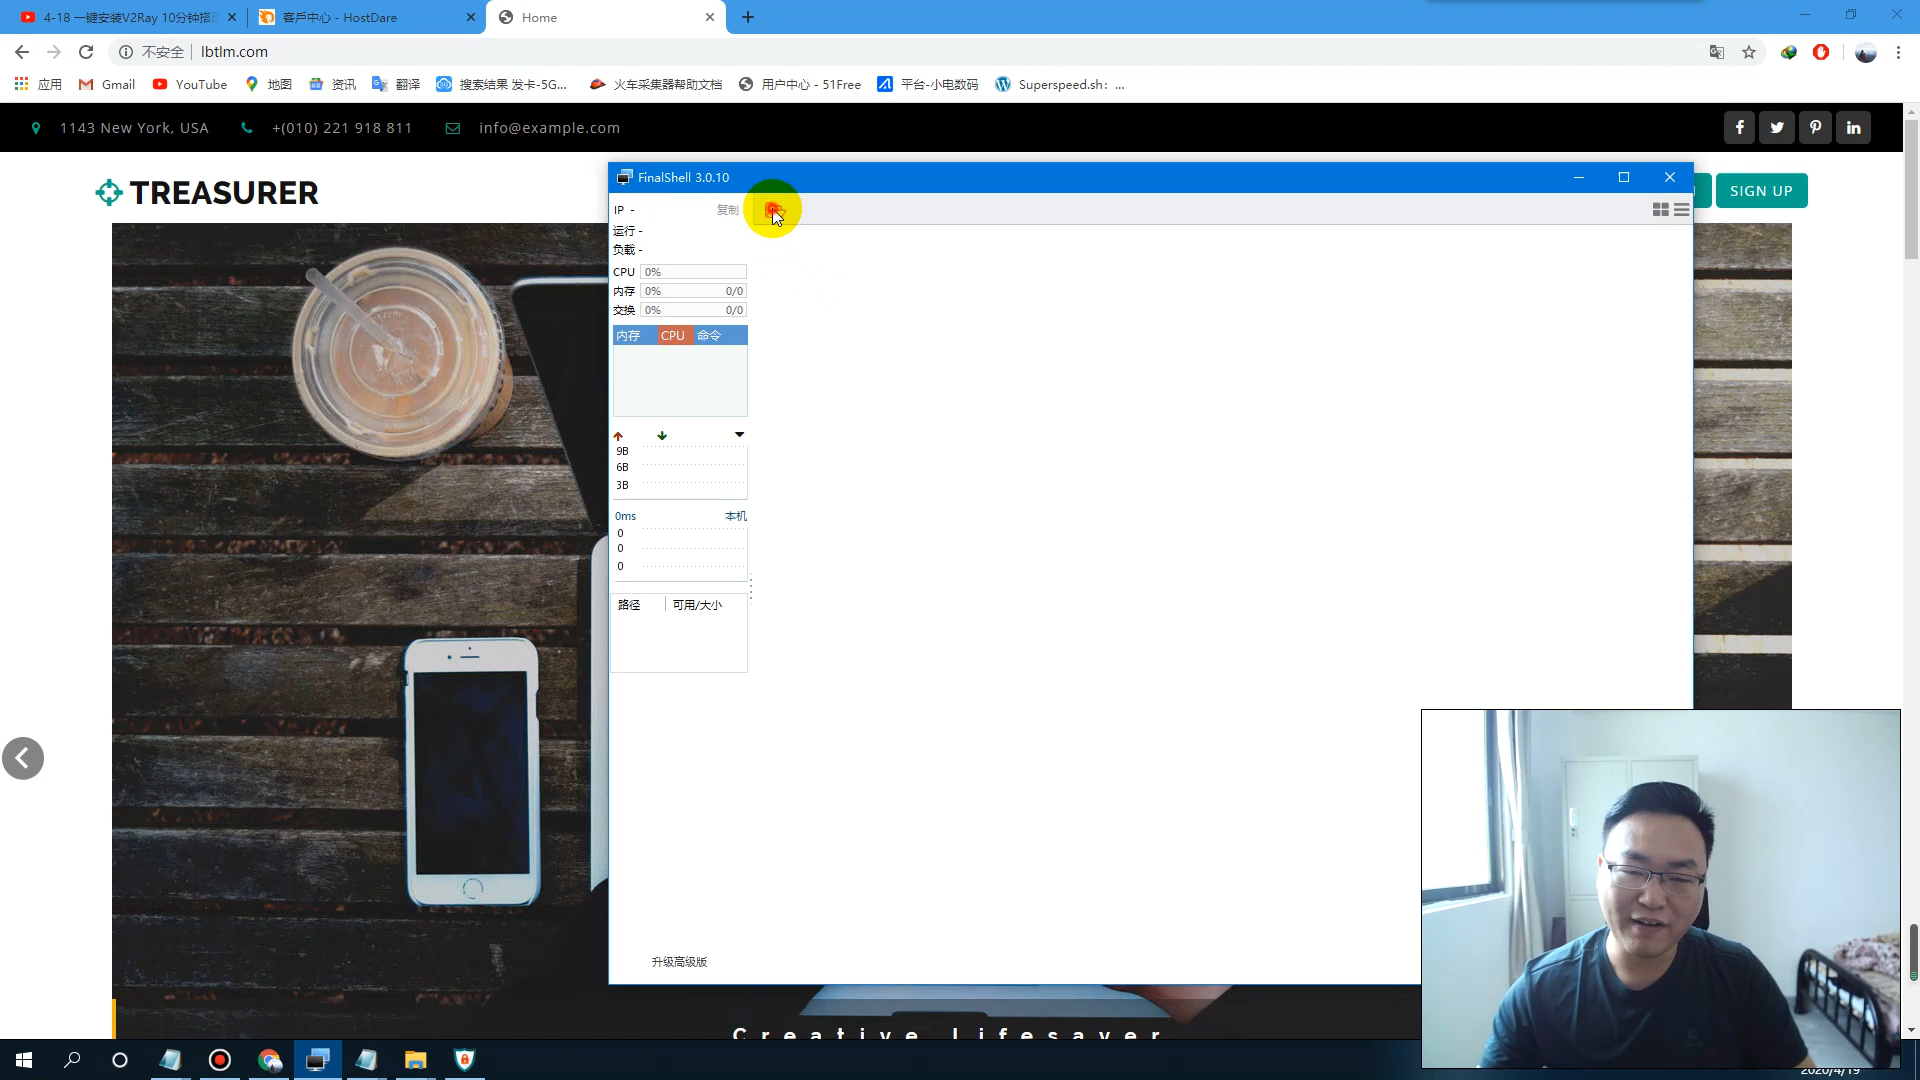 4-18 一键安装V2Ray 10分钟搭
客戶中心 - HostDare
Home
不安全
lbtlm.com
应用
Gmail
YouTube
地图
资讯
翻译
搜索结果 发卡-5G...
火车采集器帮助文档
用户中心 - 51Free
平台-小电数码
Superspeed.sh: ...
1143 New York, USA
+(010) 221 918 811
info@example.com
TREASURER
SIGN UP
FinalShell 3.0.10
IP -
复制
运行 -
负载 -
CPU 0%
内存 0% 0/0
交换 0% 0/0
内存 CPU 命令
9B
6B
3B
0ms 本机
0
0
0
路径 可用/大小
升级高级版
Creative Lifesaver
2020/4/19